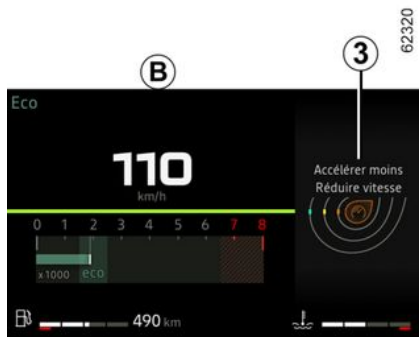 62320
B
3
Eco
110
km/h
Accélérer moins
Réduire vitesse
0 1 2 3 4 5 6 7 8
x1000 eco
490 km